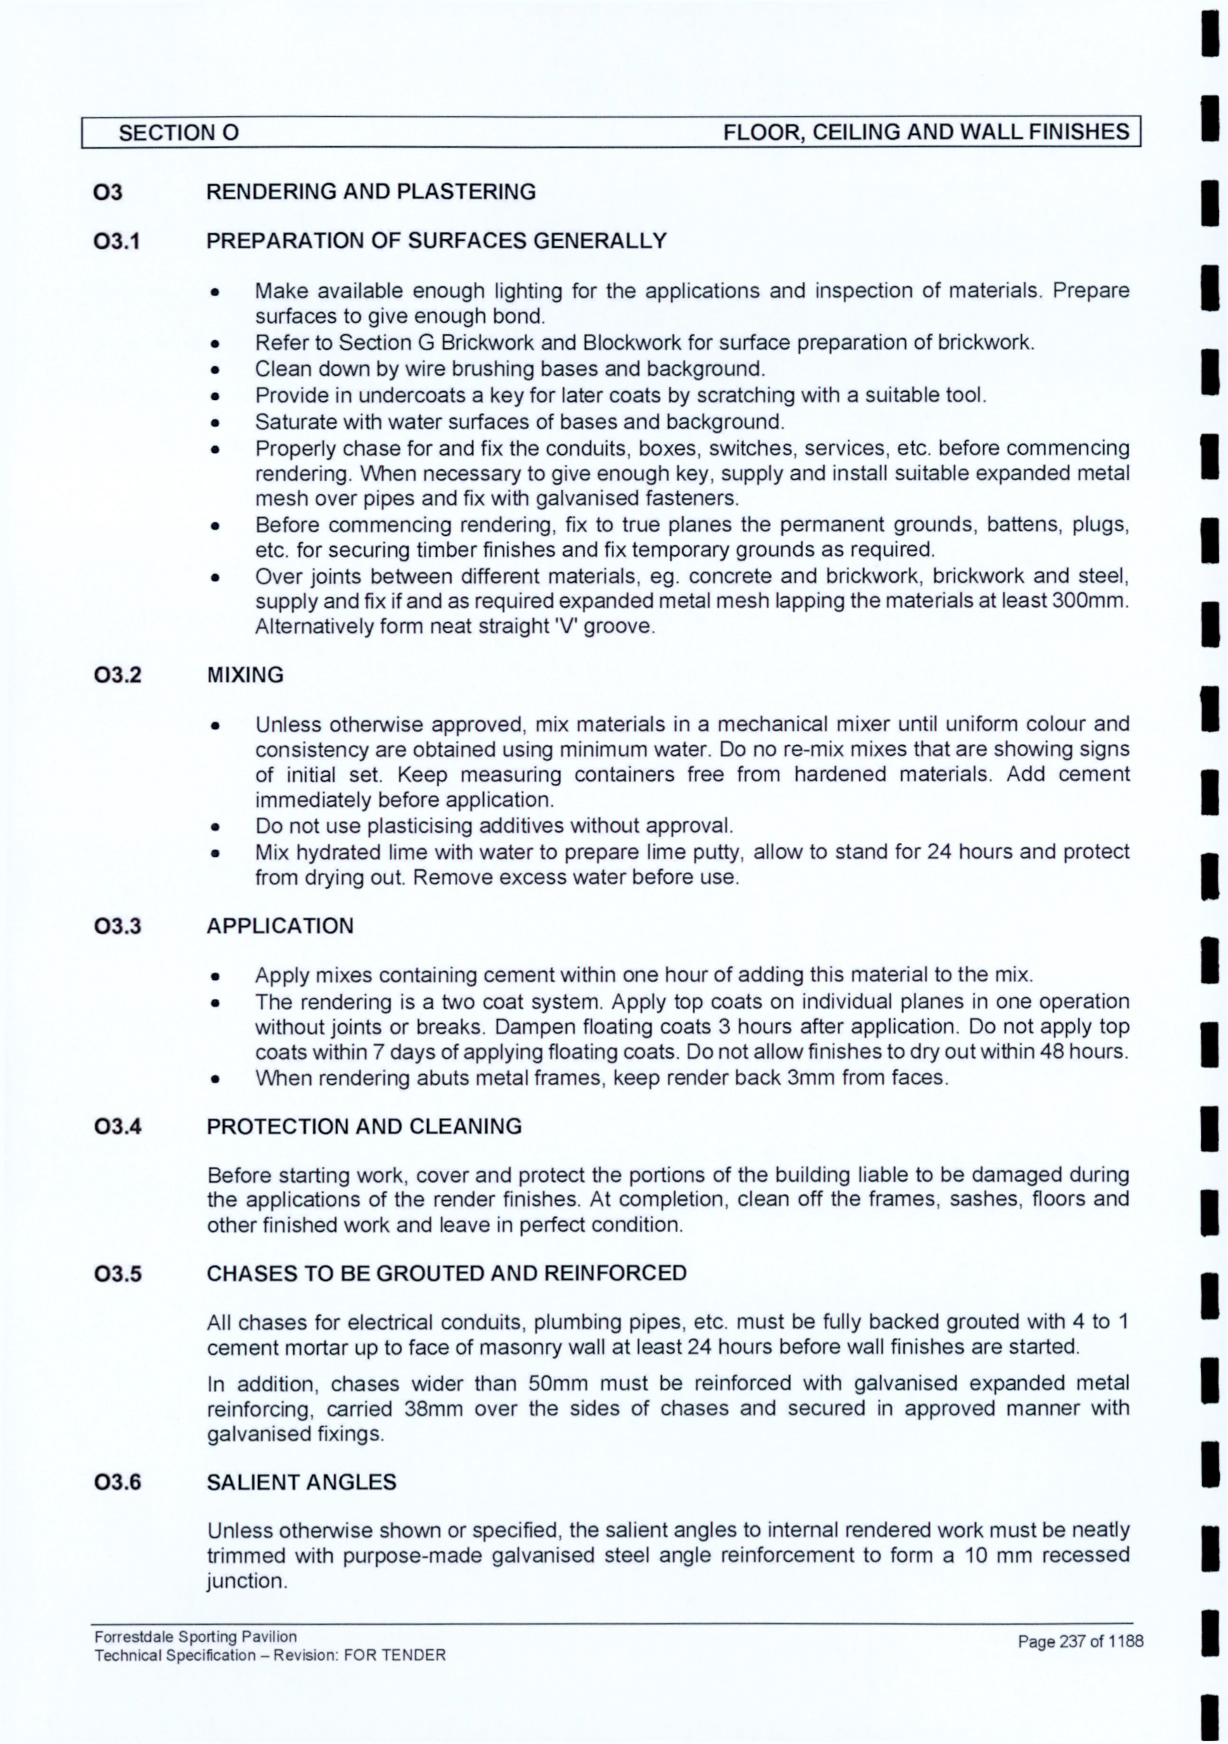 SECTION O FLOOR, CEILING AND WALL FINISHES
O3 RENDERING AND PLASTERING
O3.1 PREPARATION OF SURFACES GENERALLY
• Make available enough lighting for the applications and inspection of materials. Prepare
surfaces to give enough bond.
• Refer to Section G Brickwork and Blockwork for surface preparation of brickwork.
• Clean down by wire brushing bases and background.
• Provide in undercoats a key for later coats by scratching with a suitable tool.
• Saturate with water surfaces of bases and background.
• Properly chase for and fix the conduits, boxes, switches, services, etc. before commencing
rendering. When necessary to give enough key, supply and install suitable expanded metal
mesh over pipes and fix with galvanised fasteners.
• Before commencing rendering, fix to true planes the permanent grounds, battens, plugs,
etc. for securing timber finishes and fix temporary grounds as required.
• Over joints between different materials, eg. concrete and brickwork, brickwork and steel,
supply and fix if and as required expanded metal mesh lapping the materials at least 300mm.
Alternatively form neat straight 'V' groove.
O3.2 MIXING
• Unless otherwise approved, mix materials in a mechanical mixer until uniform colour and
consistency are obtained using minimum water. Do no re-mix mixes that are showing signs
of initial set. Keep measuring containers free from hardened materials. Add cement
immediately before application.
• Do not use plasticising additives without approval.
• Mix hydrated lime with water to prepare lime putty, allow to stand for 24 hours and protect
from drying out. Remove excess water before use.
O3.3 APPLICATION
• Apply mixes containing cement within one hour of adding this material to the mix.
• The rendering is a two coat system. Apply top coats on individual planes in one operation
without joints or breaks. Dampen floating coats 3 hours after application. Do not apply top
coats within 7 days of applying floating coats. Do not allow finishes to dry out within 48 hours.
• When rendering abuts metal frames, keep render back 3mm from faces.
O3.4 PROTECTION AND CLEANING
Before starting work, cover and protect the portions of the building liable to be damaged during
the applications of the render finishes. At completion, clean off the frames, sashes, floors and
other finished work and leave in perfect condition.
O3.5 CHASES TO BE GROUTED AND REINFORCED
All chases for electrical conduits, plumbing pipes, etc. must be fully backed grouted with 4 to 1
cement mortar up to face of masonry wall at least 24 hours before wall finishes are started.
In addition, chases wider than 50mm must be reinforced with galvanised expanded metal
reinforcing, carried 38mm over the sides of chases and secured in approved manner with
galvanised fixings.
O3.6 SALIENT ANGLES
Unless otherwise shown or specified, the salient angles to internal rendered work must be neatly
trimmed with purpose-made galvanised steel angle reinforcement to form a 10 mm recessed
junction.
Forrestdale Sporting Pavilion
Technical Specification – Revision: FOR TENDER Page 237 of 1188